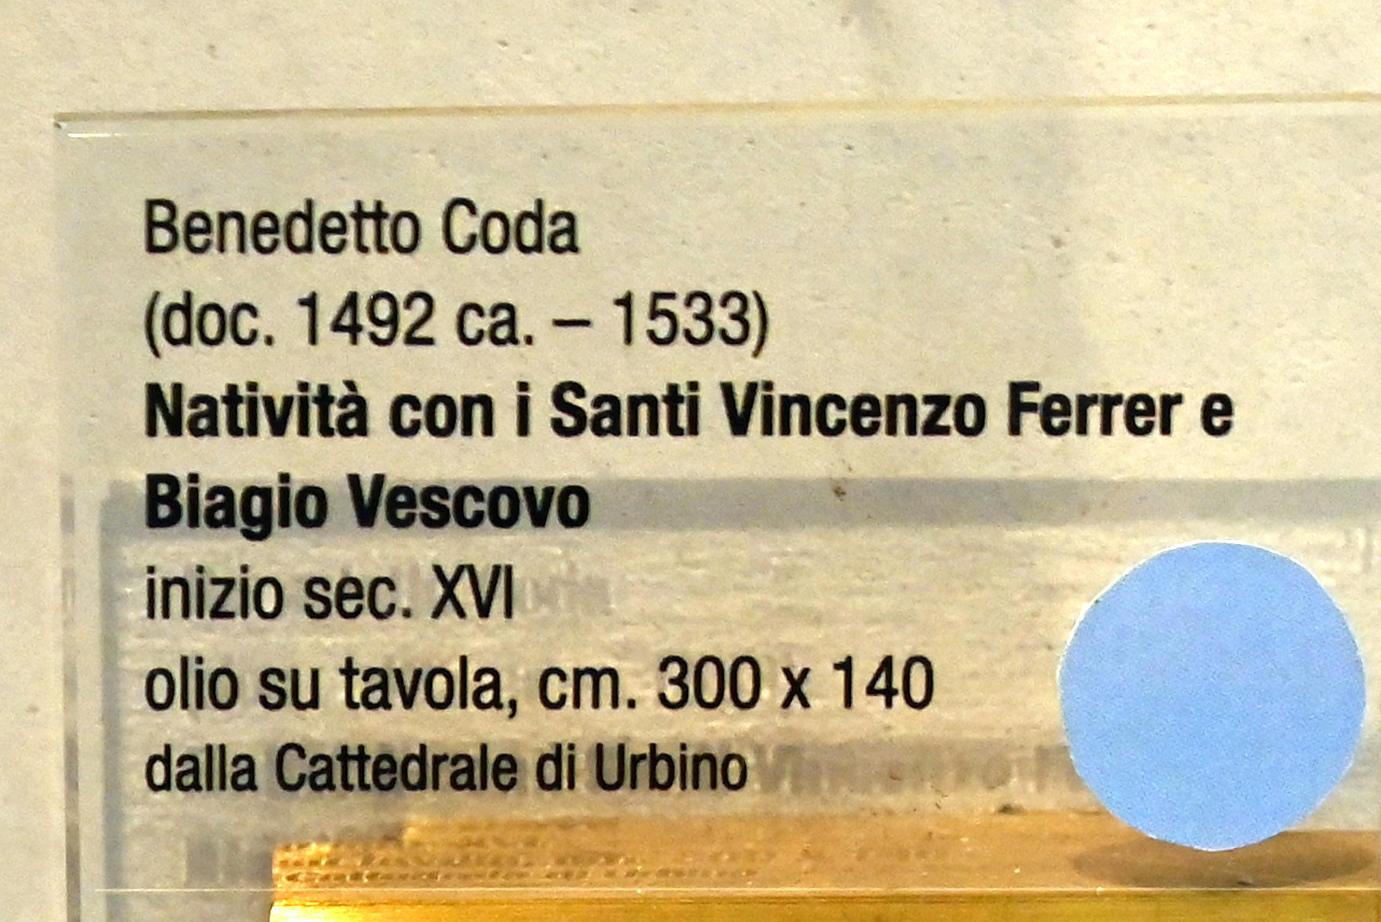 Benedetto Coda
(doc. 1492 ca. – 1533)
Natività con i Santi Vincenzo Ferrer e
Biagio Vescovo
inizio sec. XVI
olio su tavola, cm. 300 x 140
dalla Cattedrale di Urbino